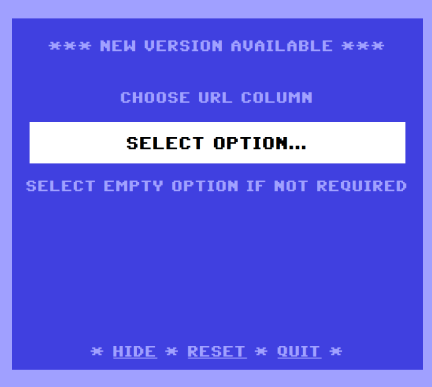 *** NEW VERSION AVAILABLE ***
CHOOSE URL COLUMN
SELECT OPTION...
SELECT EMPTY OPTION IF NOT REQUIRED
* HIDE * RESET * QUIT *